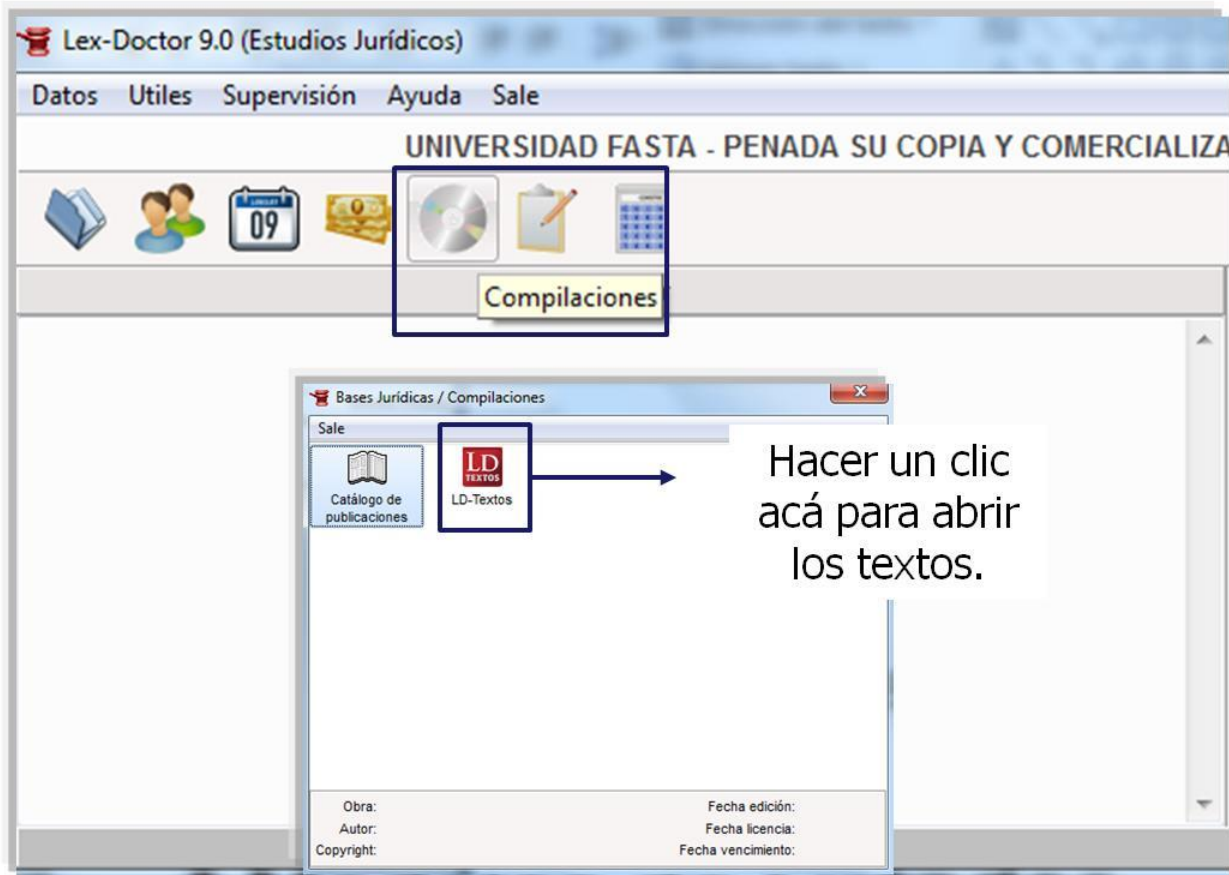 Lex-Doctor 9.0 (Estudios Jurídicos)
Datos Utiles Supervisión Ayuda Sale
UNIVERSIDAD FASTA - PENADA SU COPIA Y COMERCIALIZA
09
Compilaciones
Bases Jurídicas / Compilaciones
Sale
LD
TEXTOS
Catálogo de
publicaciones
LD-Textos
Hacer un clic
acá para abrir
los textos.
Obra:
Fecha edición:
Autor:
Fecha licencia:
Copyright:
Fecha vencimiento: